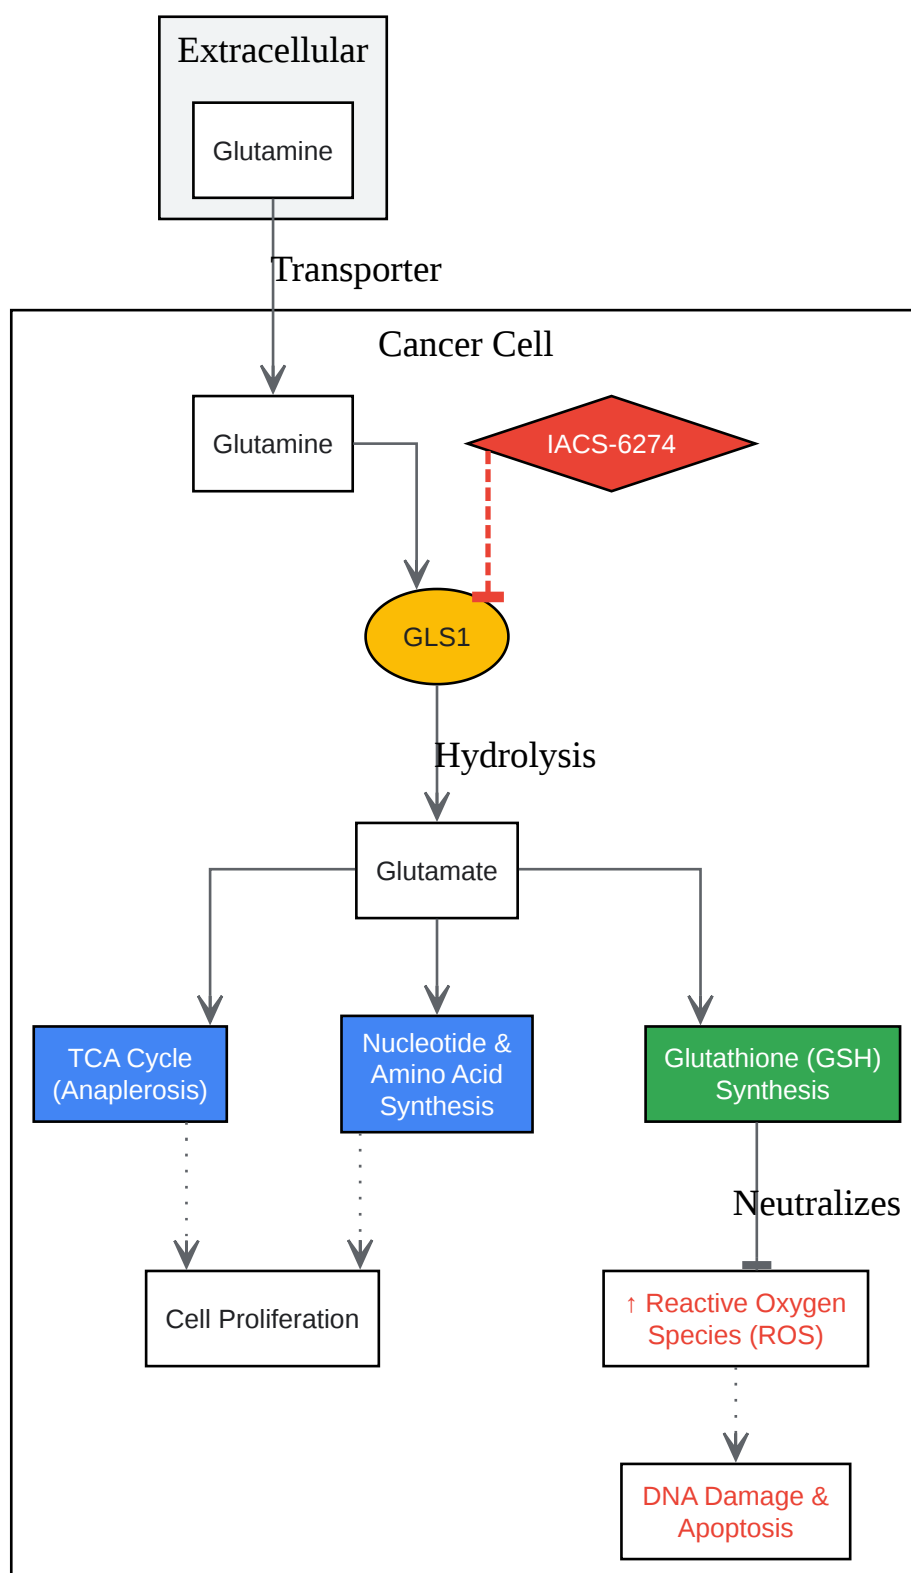 Extracellular
Glutamine
Transporter
Cancer Cell
Glutamine
IACS-6274
GLS1
Hydrolysis
Glutamate
TCA Cycle
(Anaplerosis)
Nucleotide &
Amino Acid
Synthesis
Glutathione (GSH)
Synthesis
Neutralizes
Cell Proliferation
↑ Reactive Oxygen
Species (ROS)
DNA Damage &
Apoptosis